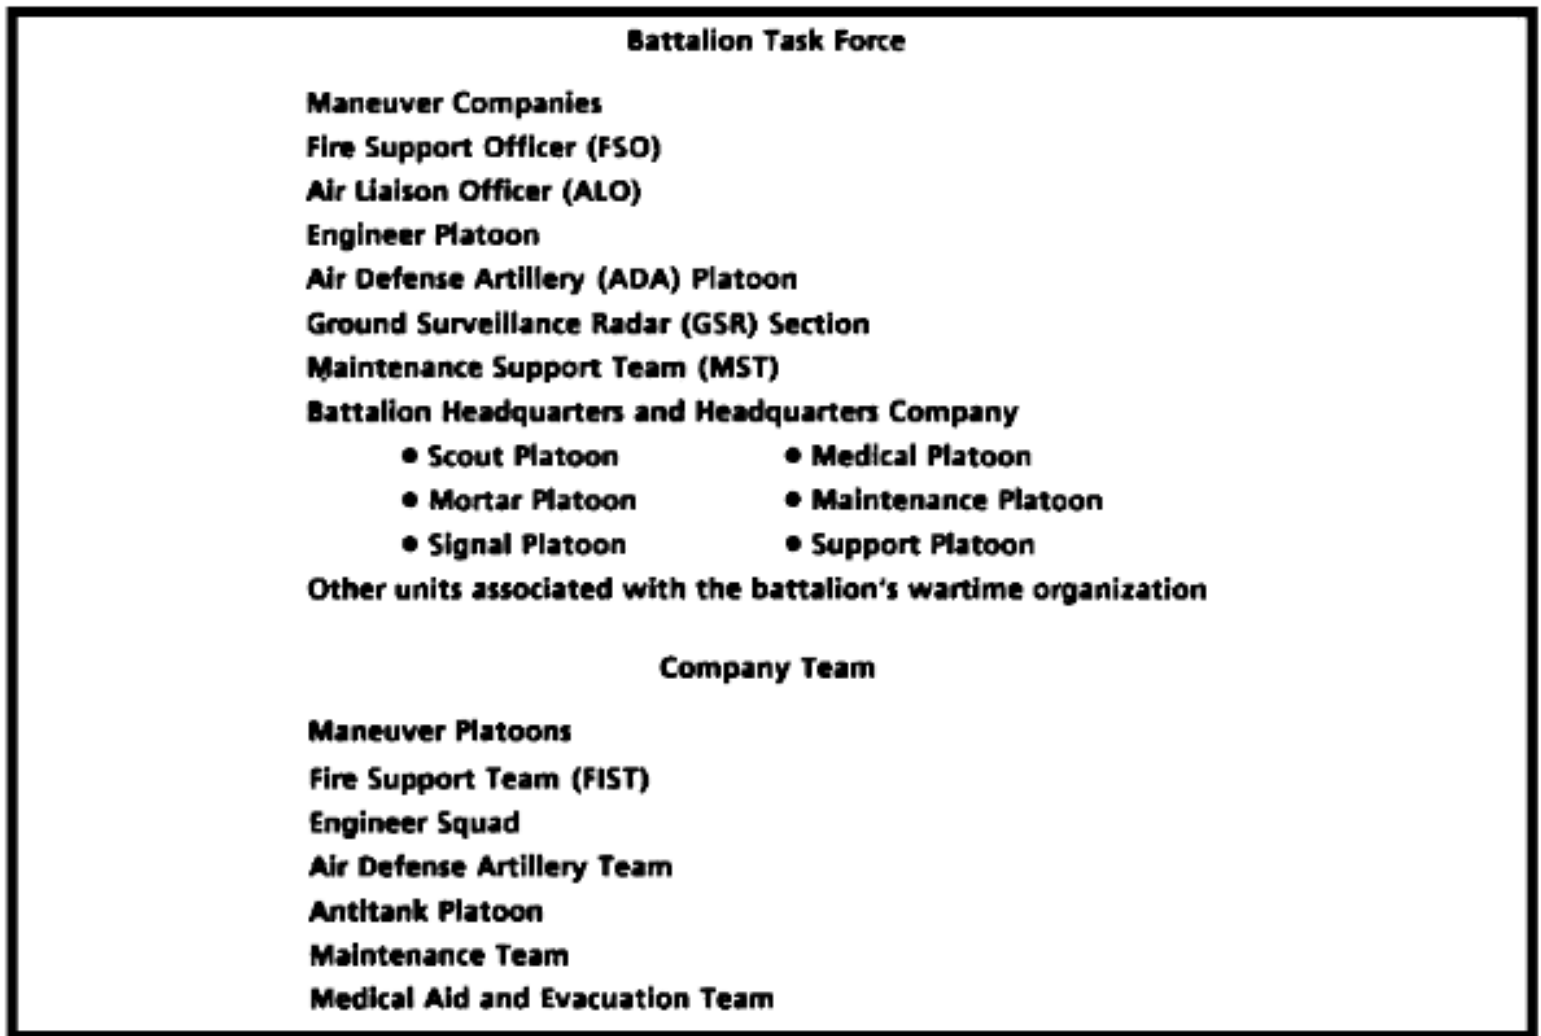 Battalion Task Force
Maneuver Companies
Fire Support Officer (FSO)
Air Liaison Officer (ALO)
Engineer Platoon
Air Defense Artillery (ADA) Platoon
Ground Surveillance Radar (GSR) Section
Maintenance Support Team (MST)
Battalion Headquarters and Headquarters Company
● Scout Platoon ● Medical Platoon
● Mortar Platoon ● Maintenance Platoon
● Signal Platoon ● Support Platoon
Other units associated with the battalion's wartime organization
Company Team
Maneuver Platoons
Fire Support Team (FIST)
Engineer Squad
Air Defense Artillery Team
Antitank Platoon
Maintenance Team
Medical Aid and Evacuation Team